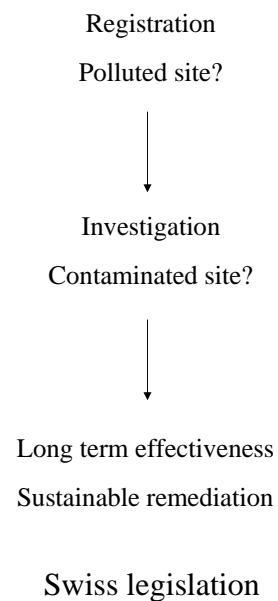 Registration
Polluted site?
Investigation
Contaminated site?
Long term effectiveness
Sustainable remediation
Swiss legislation